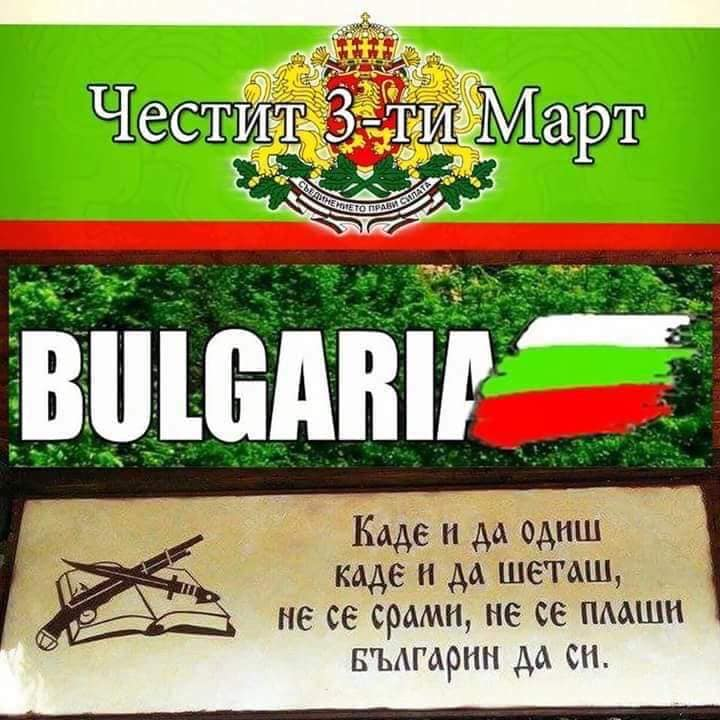 Честит 3-ти Март
СЪЕДИНЕНИЕТО ПРАВИ СИЛАТА
BULGARIA
Каде и да одиш
каде и да шеташ,
не се срами, не се плаши
българин да си.